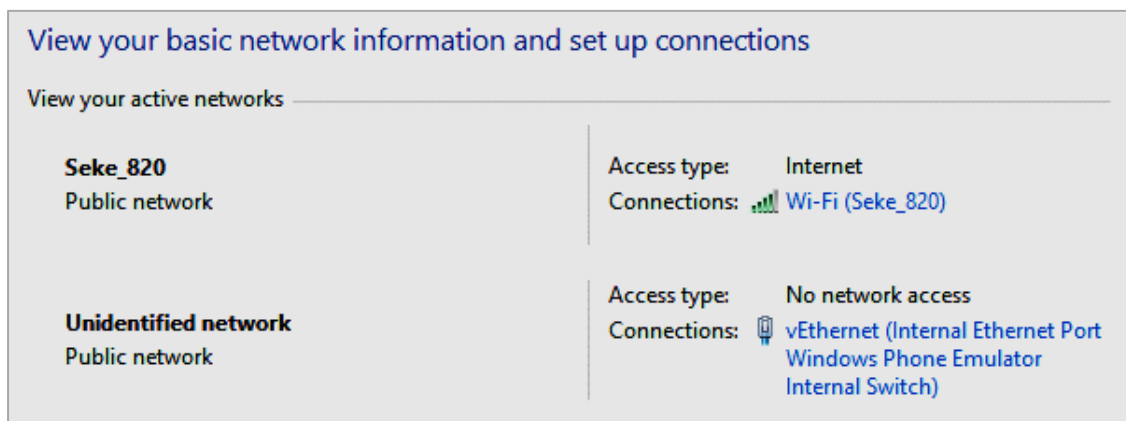 View your basic network information and set up connections
View your active networks
Seke_820
Public network
Access type: Internet
Connections: Wi-Fi (Seke_820)
Unidentified network
Public network
Access type: No network access
Connections: vEthernet (Internal Ethernet Port
Windows Phone Emulator
Internal Switch)